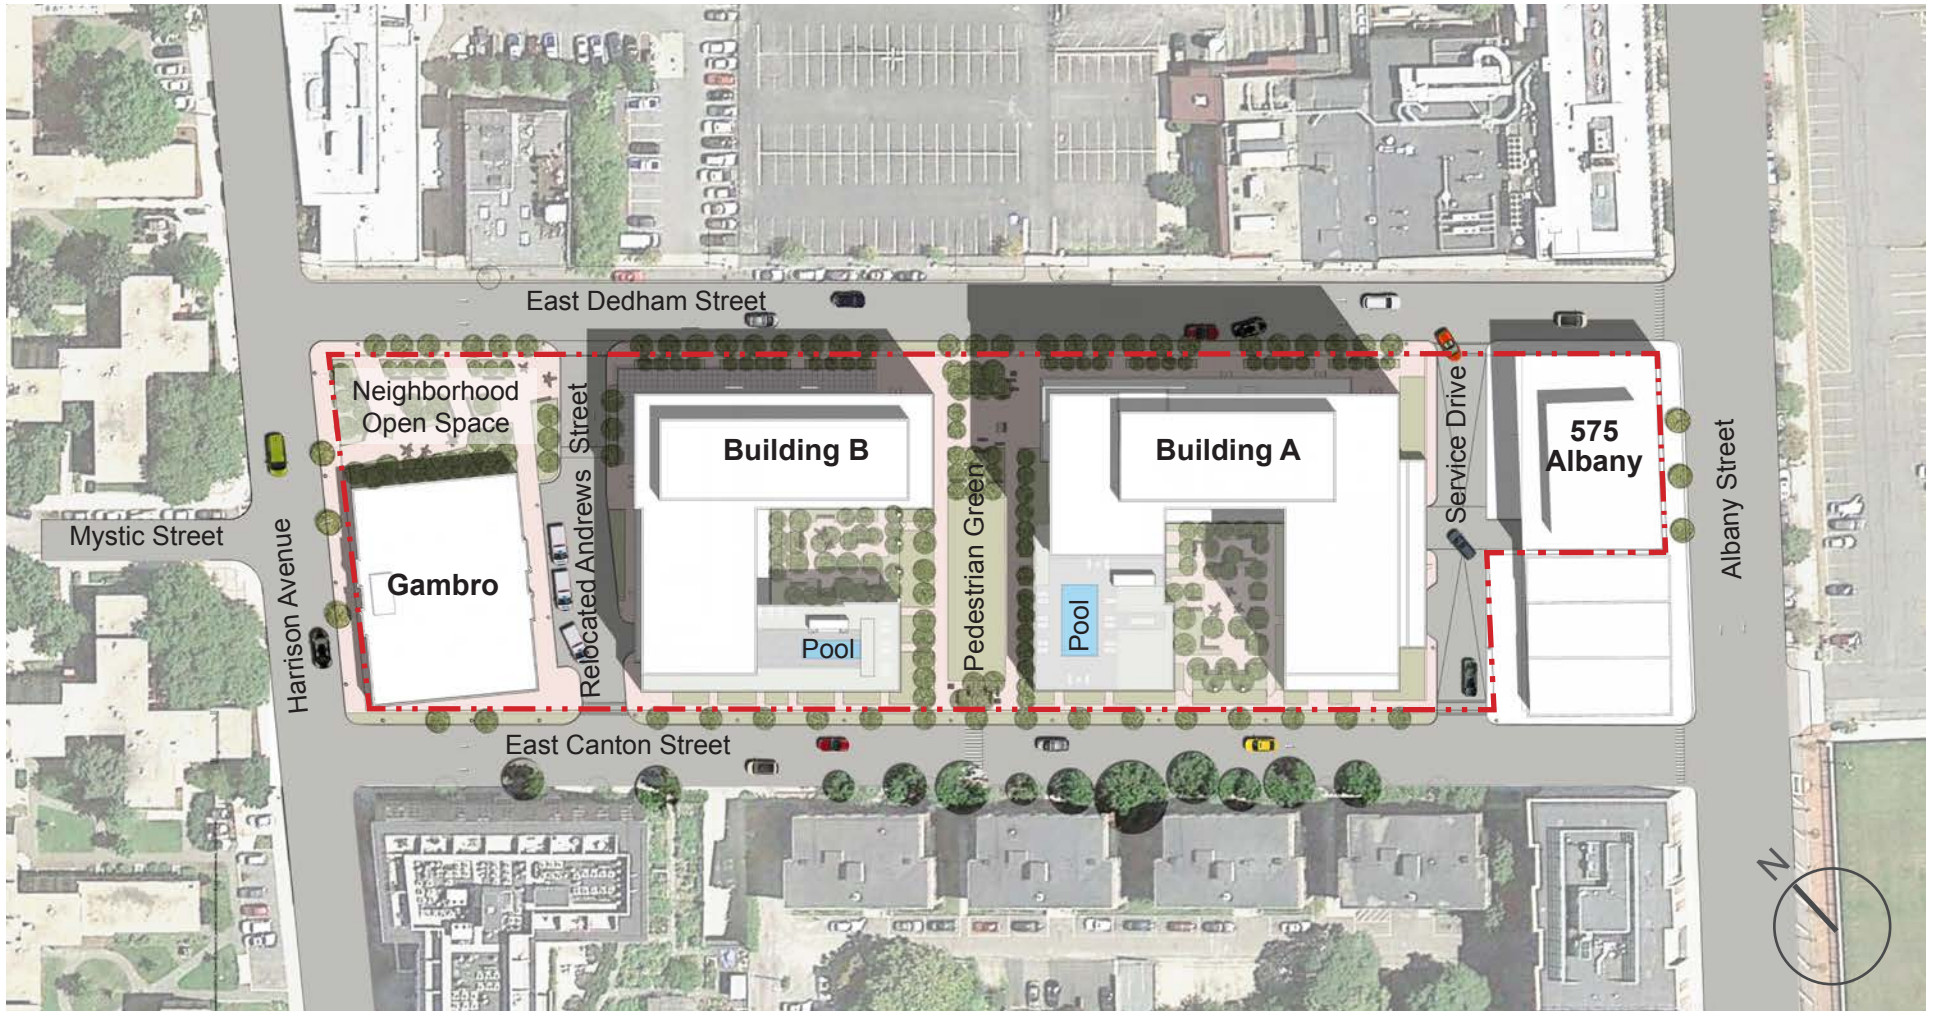 East Dedham Street
Neighborhood
Open Space
Relocated Andrews Street
Building B
Pedestrian Green
Building A
Service Drive
575
Albany
Albany Street
Mystic Street
Harrison Avenue
Gambro
Pool
Pool
East Canton Street
N